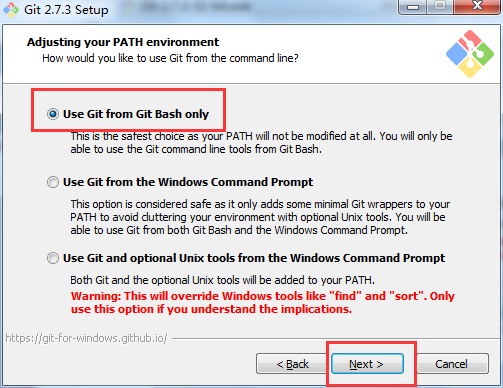 Git 2.7.3 Setup
Adjusting your PATH environment
How would you like to use Git from the command line?
Use Git from Git Bash only
This is the safest choice as your PATH will not be modified at all. You will only
be able to use the Git command line tools from Git Bash.
Use Git from the Windows Command Prompt
This option is considered safe as it only adds some minimal Git wrappers to your
PATH to avoid cluttering your environment with optional Unix tools. You will be
able to use Git from both Git Bash and the Windows Command Prompt.
Use Git and optional Unix tools from the Windows Command Prompt
Both Git and the optional Unix tools will be added to your PATH.
Warning: This will override Windows tools like "find" and "sort". Only
use this option if you understand the implications.
https://git-for-windows.github.io/
< Back
Next >
Cancel